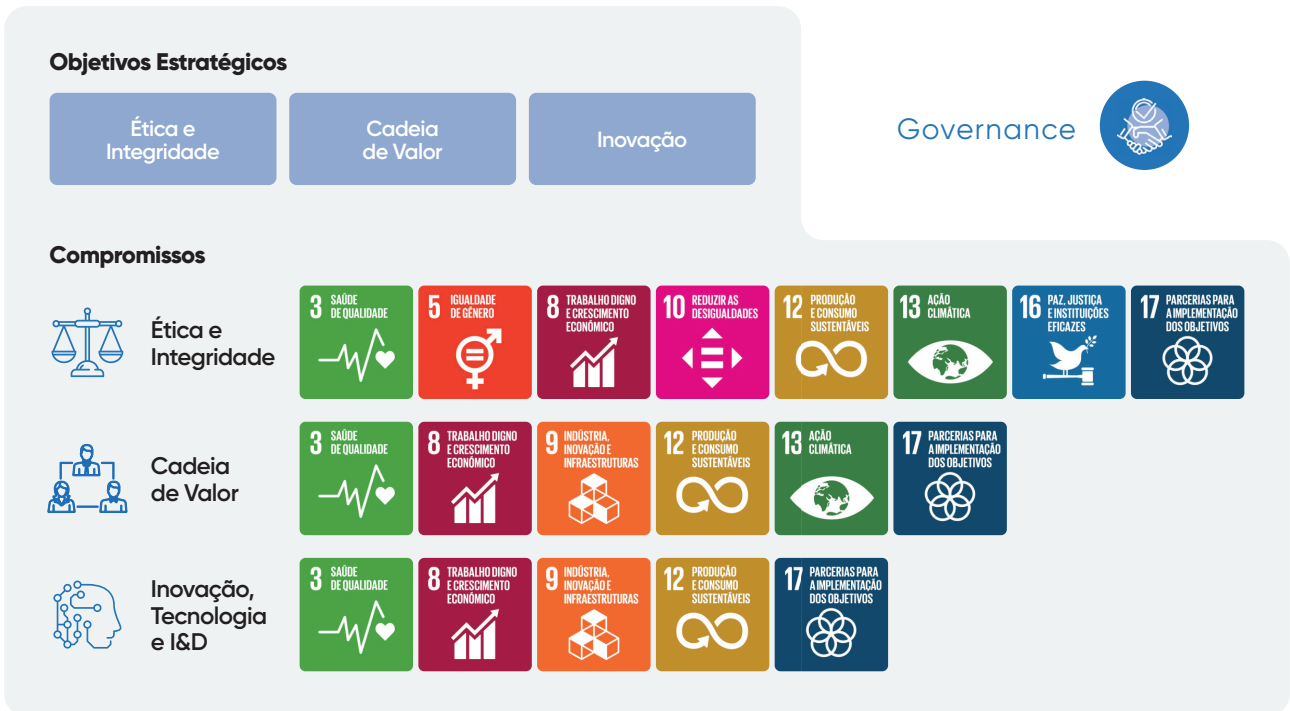 Objetivos Estratégicos
Ética e
Integridade
Cadeia
de Valor
Inovação
Governance
Compromissos
Ética e
Integridade
3 SAÚDE
DE QUALIDADE
5 IGUALDADE
DE GÉNERO
8 TRABALHO DIGNO
E CRESCIMENTO
ECONÔMICO
10 REDUZIR AS
DESIGUALDADES
12 PRODUÇÃO
E CONSUMO
SUSTENTÁVEIS
13 AÇÃO
CLIMÁTICA
16 PAZ, JUSTIÇA
E INSTITUIÇÕES
EFICAZES
17 PARCERIAS PARA
A IMPLEMENTAÇÃO
DOS OBJETIVOS
Cadeia
de Valor
3 SAÚDE
DE QUALIDADE
8 TRABALHO DIGNO
E CRESCIMENTO
ECONÔMICO
9 INDÚSTRIA,
INOVAÇÃO E
INFRAESTRUTURAS
12 PRODUÇÃO
E CONSUMO
SUSTENTÁVEIS
13 AÇÃO
CLIMÁTICA
17 PARCERIAS PARA
A IMPLEMENTAÇÃO
DOS OBJETIVOS
Inovação,
Tecnologia
e I&D
3 SAÚDE
DE QUALIDADE
8 TRABALHO DIGNO
E CRESCIMENTO
ECONÔMICO
9 INDÚSTRIA,
INOVAÇÃO E
INFRAESTRUTURAS
12 PRODUÇÃO
E CONSUMO
SUSTENTÁVEIS
17 PARCERIAS PARA
A IMPLEMENTAÇÃO
DOS OBJETIVOS